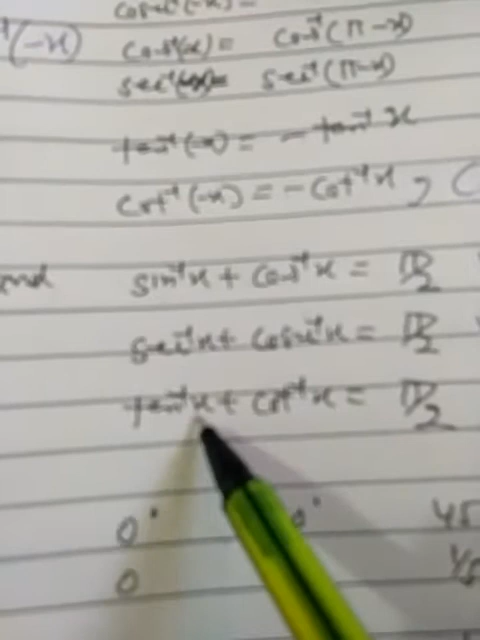 cos⁻¹(x) = cos⁻¹(π-x)
sec⁻¹(x) = sec⁻¹(π-x)
tan⁻¹(-x) = - tan⁻¹ x
cot⁻¹(-x) = - cot⁻¹ x , (
and sin⁻¹x + cos⁻¹x = π/2
sec⁻¹x + cosec⁻¹x = π/2
tan⁻¹x + cot⁻¹x = π/2
0° 45
0